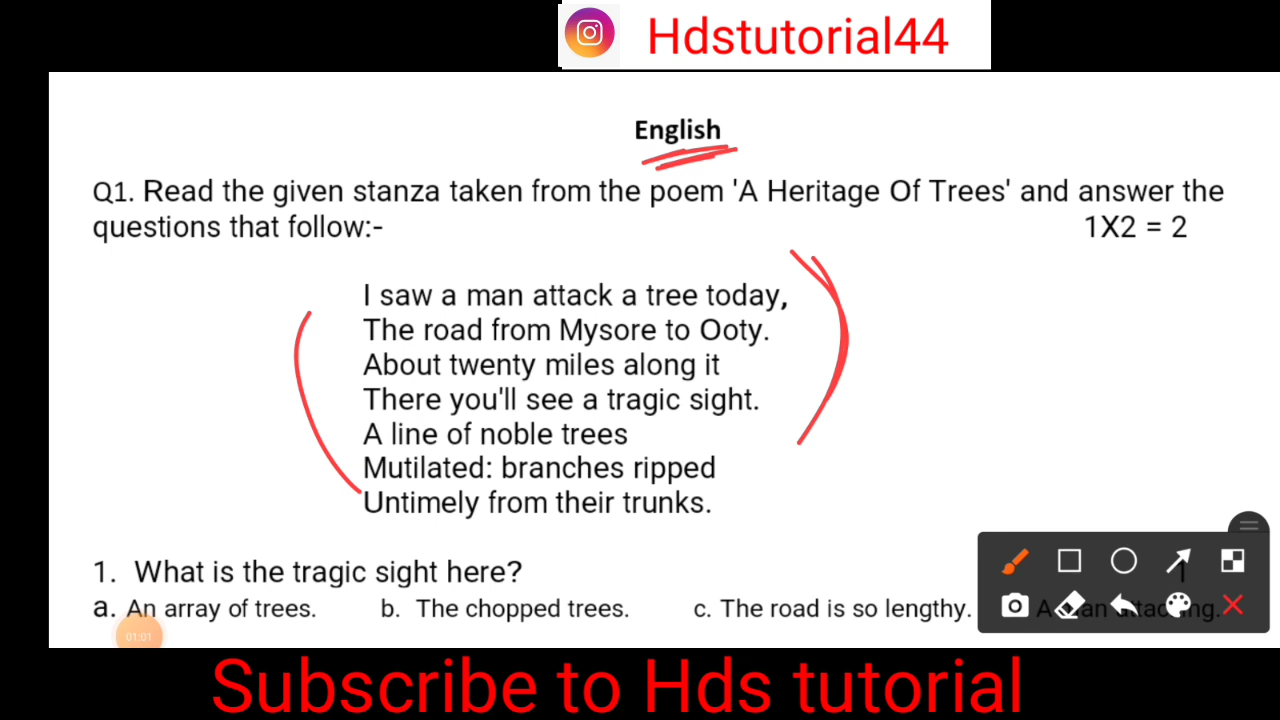 Hdstutorial44
English
Q1. Read the given stanza taken from the poem 'A Heritage Of Trees' and answer the
questions that follow:- 1X2 = 2
I saw a man attack a tree today,
The road from Mysore to Ooty.
About twenty miles along it
There you'll see a tragic sight.
A line of noble trees
Mutilated: branches ripped
Untimely from their trunks.
1. What is the tragic sight here?
a. An array of trees. b. The chopped trees. c. The road is so lengthy.
01:01
Subscribe to Hds tutorial